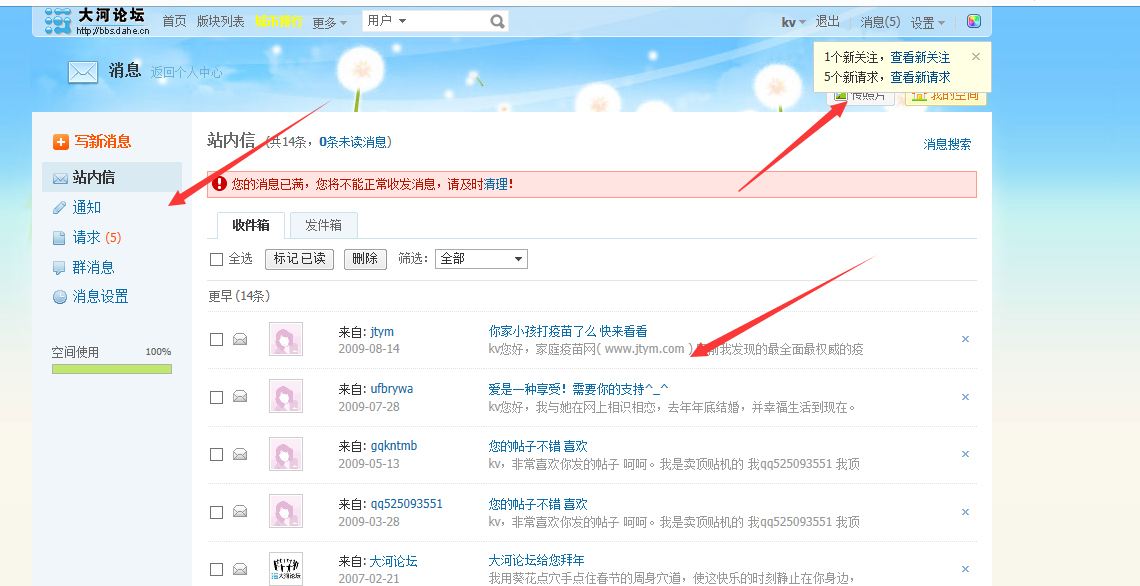 大河论坛
http://bbs.dahe.cn
首页 版块列表 更多 用户 kv 退出 消息(5) 设置
1个新关注，查看新关注
5个新请求，查看新请求
消息 返回个人中心
传照片 我的空间
写新消息
站内信
通知
请求 (5)
群消息
消息设置
空间使用 100%
站内信 (共14条，0条未读消息) 消息搜索
您的消息已满，您将不能正常收发消息，请及时清理！
收件箱 发件箱
全选 标记已读 删除 筛选： 全部
更早 (14条)
来自: jtym 你家小孩打疫苗了么 快来看看
2009-08-14 kv您好，家庭疫苗网( www.jtym.com ) 前我发现的最全面最权威的疫
来自: ufbrywa 爱是一种享受！需要你的支持^_^
2009-07-28 kv您好，我与她在网上相识相恋，去年年底结婚，并幸福生活到现在。
来自: gqkntmb 您的帖子不错 喜欢
2009-05-13 kv，非常喜欢你发的帖子 呵呵。我是卖顶贴机的 我qq525093551 我顶
来自: qq525093551 您的帖子不错 喜欢
2009-03-28 kv，非常喜欢你发的帖子 呵呵。我是卖顶贴机的 我qq525093551 我顶
来自: 大河论坛 大河论坛给您拜年
2007-02-21 我用葵花点穴手点住春节的周身穴道，使这快乐的时刻静止在你身边，